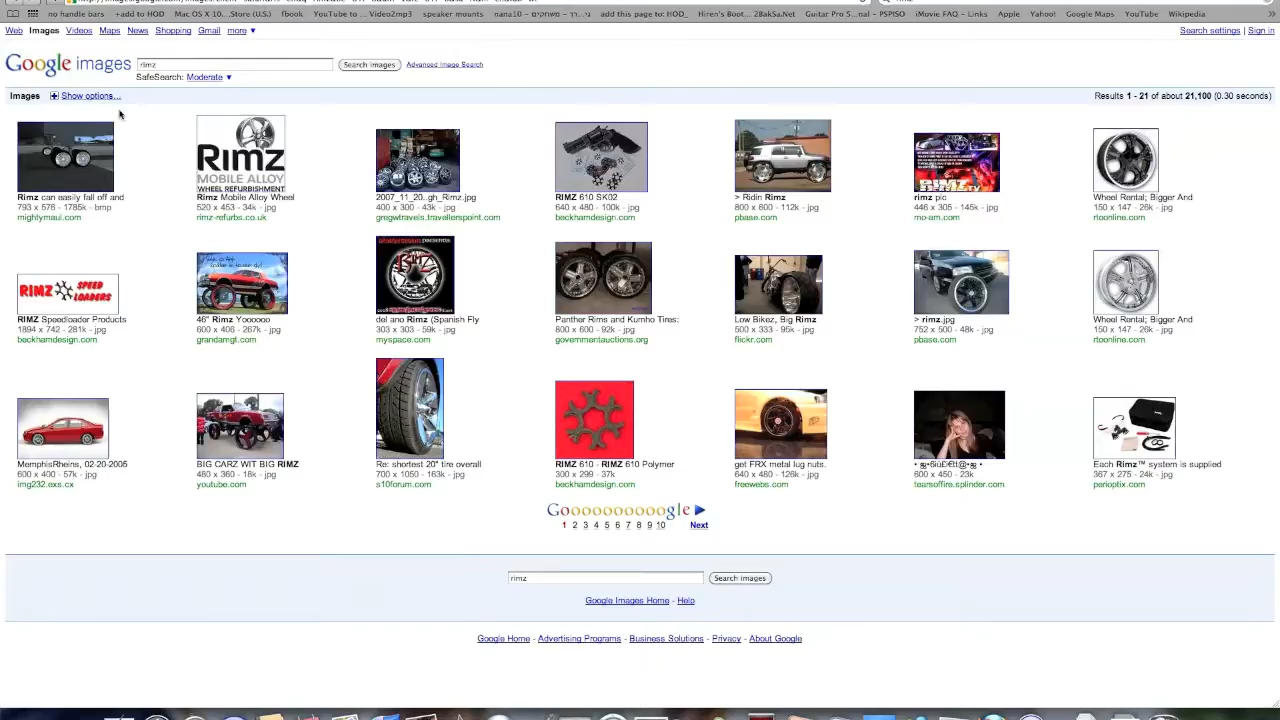 no handle bars +add to HOD Mac OS X 10...Store (U.S.) fbook YouTube to ... Video2mp3 speaker mounts add this page to: HOD_ Hiren's Boot... 2BakSa.Net Guitar Pro 5...nal - PSPISO iMovie FAQ - Links Apple Yahoo! Google Maps YouTube Wikipedia
Web Images Videos Maps News Shopping Gmail more ▼ Search settings | Sign in
Google images rimz Search images Advanced Image Search
SafeSearch: Moderate ▼
Images Show options... Results 1 - 21 of about 21,100 (0.30 seconds)
Rimz
MOBILE ALLOY
WHEEL REFURBISHMENT
Rimz can easily fall off and Rimz Mobile Alloy Wheel 2007_11_20..gh_Rimz.jpg RIMZ 610 SK02 > Ridin Rimz rimz pic Wheel Rental; Bigger And
793 x 576 - 1785k - bmp 520 x 453 - 34k - jpg 400 x 300 - 43k - jpg 640 x 480 - 100k - jpg 800 x 600 - 112k - jpg 446 x 305 - 145k - jpg 150 x 147 - 26k - jpg
mightymaui.com rimz-refurbs.co.uk gregwtravels.travellerspoint.com beckhamdesign.com pbase.com mo-am.com rtoonline.com
RIMZ SPEED LOADERS
RIMZ Speedloader Products 46" Rimz Yoooooo del ano Rimz (Spanish Fly Panther Rims and Kumho Tires: Low Bikez, Big Rimz > rimz.jpg Wheel Rental; Bigger And
1894 x 742 - 281k - jpg 600 x 406 - 267k - jpg 303 x 303 - 59k - jpg 800 x 600 - 92k - jpg 500 x 333 - 95k - jpg 752 x 500 - 48k - jpg 150 x 147 - 26k - jpg
beckhamdesign.com grandamgt.com myspace.com governmentauctions.org flickr.com pbase.com rtoonline.com
MemphisRheins, 02-20-2005 BIG CARZ WIT BIG RIMZ Re: shortest 20" tire overall RIMZ 610 - RIMZ 610 Polymer get FRX metal lug nuts. Each Rimz™ system is supplied
600 x 400 - 57k - jpg 480 x 360 - 18k - jpg 700 x 1050 - 163k - jpg 300 x 299 - 37k 640 x 480 - 126k - jpg 600 x 450 - 23k 367 x 275 - 24k - jpg
img232.exs.cx youtube.com s10forum.com beckhamdesign.com freewebs.com tearsoffire.splinder.com perioptix.com
Goooooooooogle
1 2 3 4 5 6 7 8 9 10 Next
rimz Search images
Google Images Home - Help
Google Home - Advertising Programs - Business Solutions - Privacy - About Google